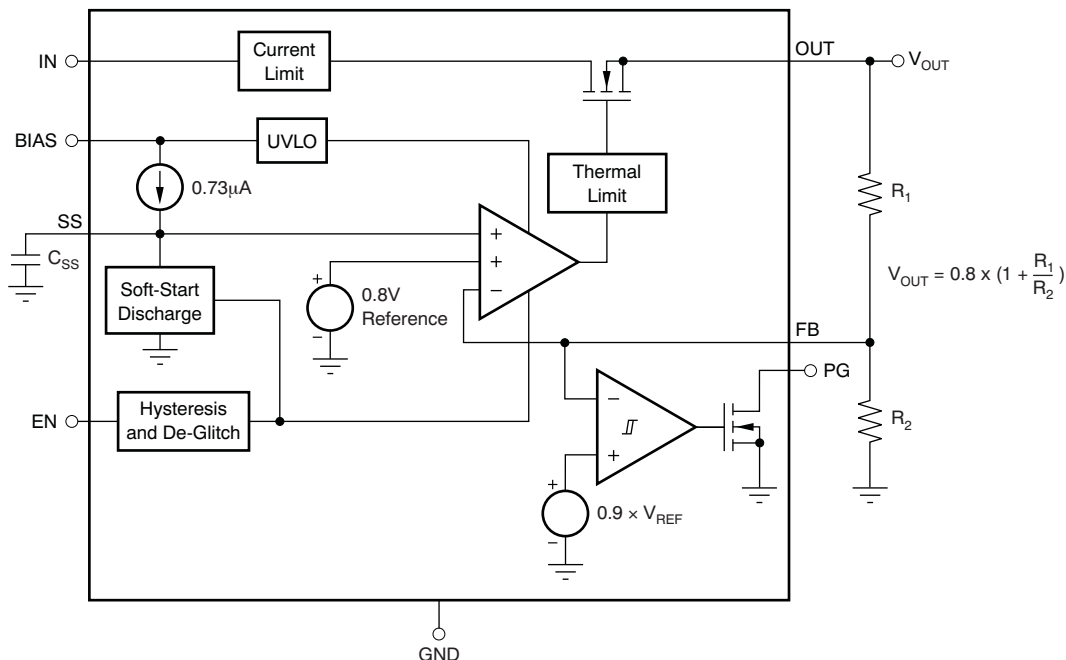 IN
Current
Limit
OUT
V_OUT
BIAS
UVLO
0.73μA
Thermal
Limit
R_1
SS
C_SS
+
+
−
Soft-Start
Discharge
+
−
0.8V
Reference
V_OUT = 0.8 x (1 + R_1/R_2)
FB
PG
EN
Hysteresis
and De-Glitch
−
+
R_2
+
−
0.9 × V_REF
GND